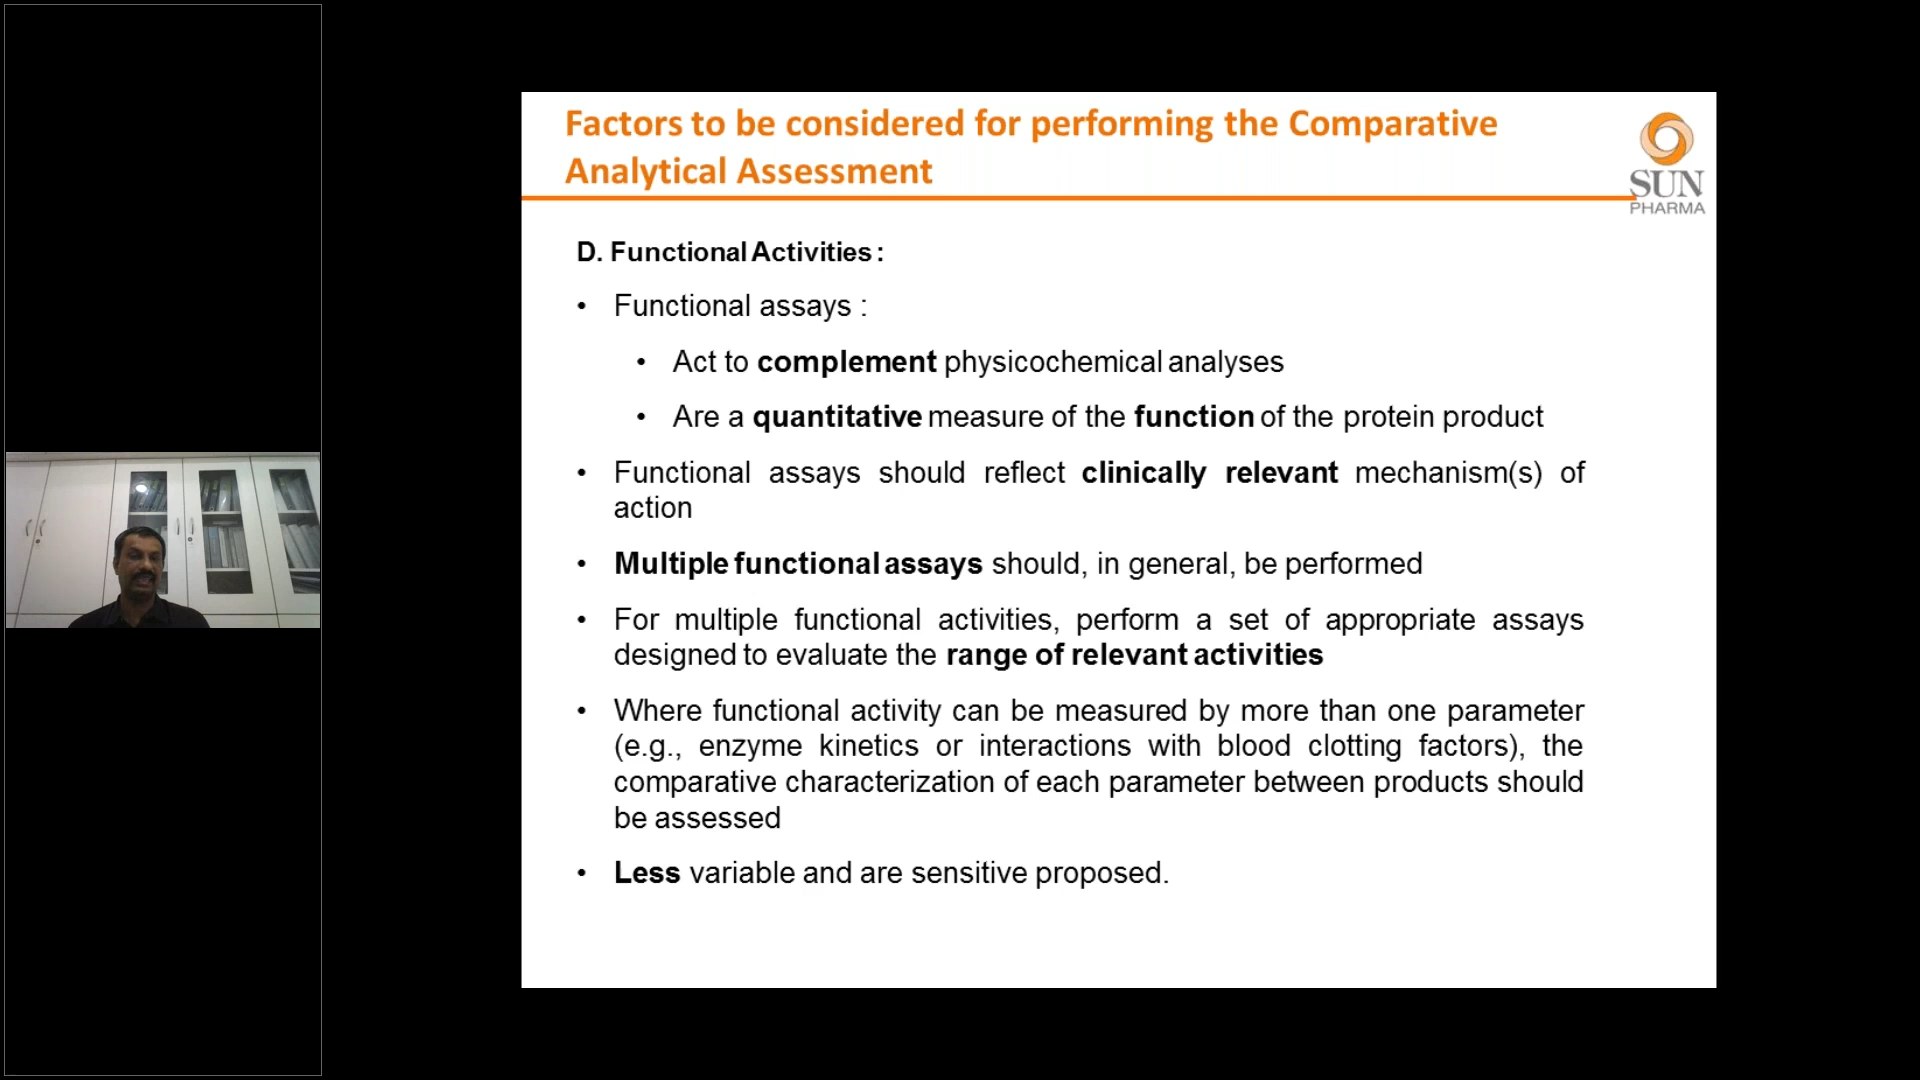 Factors to be considered for performing the Comparative
Analytical Assessment
SUN
PHARMA
D. Functional Activities :
• Functional assays :
• Act to complement physicochemical analyses
• Are a quantitative measure of the function of the protein product
• Functional assays should reflect clinically relevant mechanism(s) of
action
• Multiple functional assays should, in general, be performed
• For multiple functional activities, perform a set of appropriate assays
designed to evaluate the range of relevant activities
• Where functional activity can be measured by more than one parameter
(e.g., enzyme kinetics or interactions with blood clotting factors), the
comparative characterization of each parameter between products should
be assessed
• Less variable and are sensitive proposed.